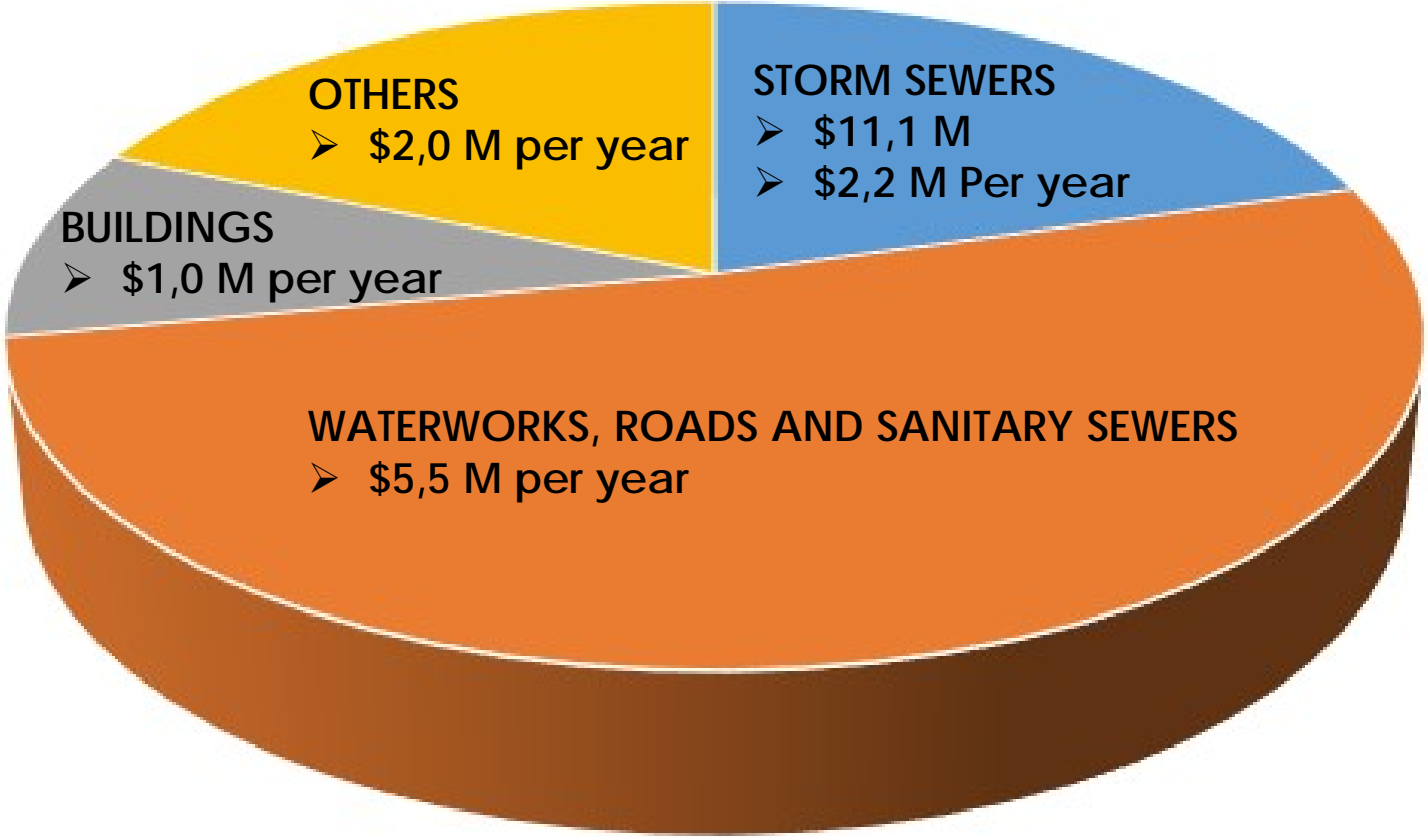 OTHERS
➢ $2,0 M per year
STORM SEWERS
➢ $11,1 M
➢ $2,2 M Per year
BUILDINGS
➢ $1,0 M per year
WATERWORKS, ROADS AND SANITARY SEWERS
➢ $5,5 M per year